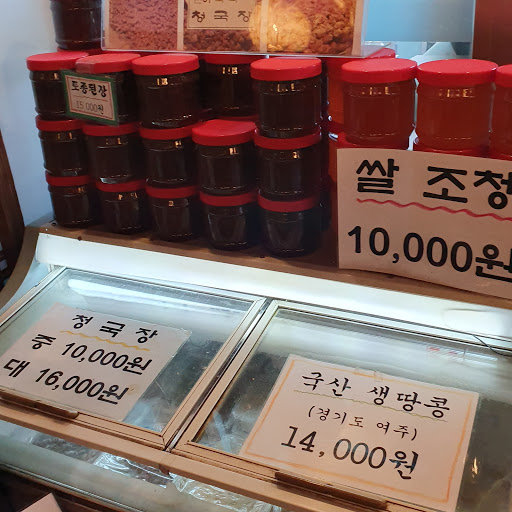 청국장
토종된장
15,000원
쌀 조청
10,000원
청국장
중 10,000원
대 16,000원
국산 생땅콩
(경기도 여주)
14,000원